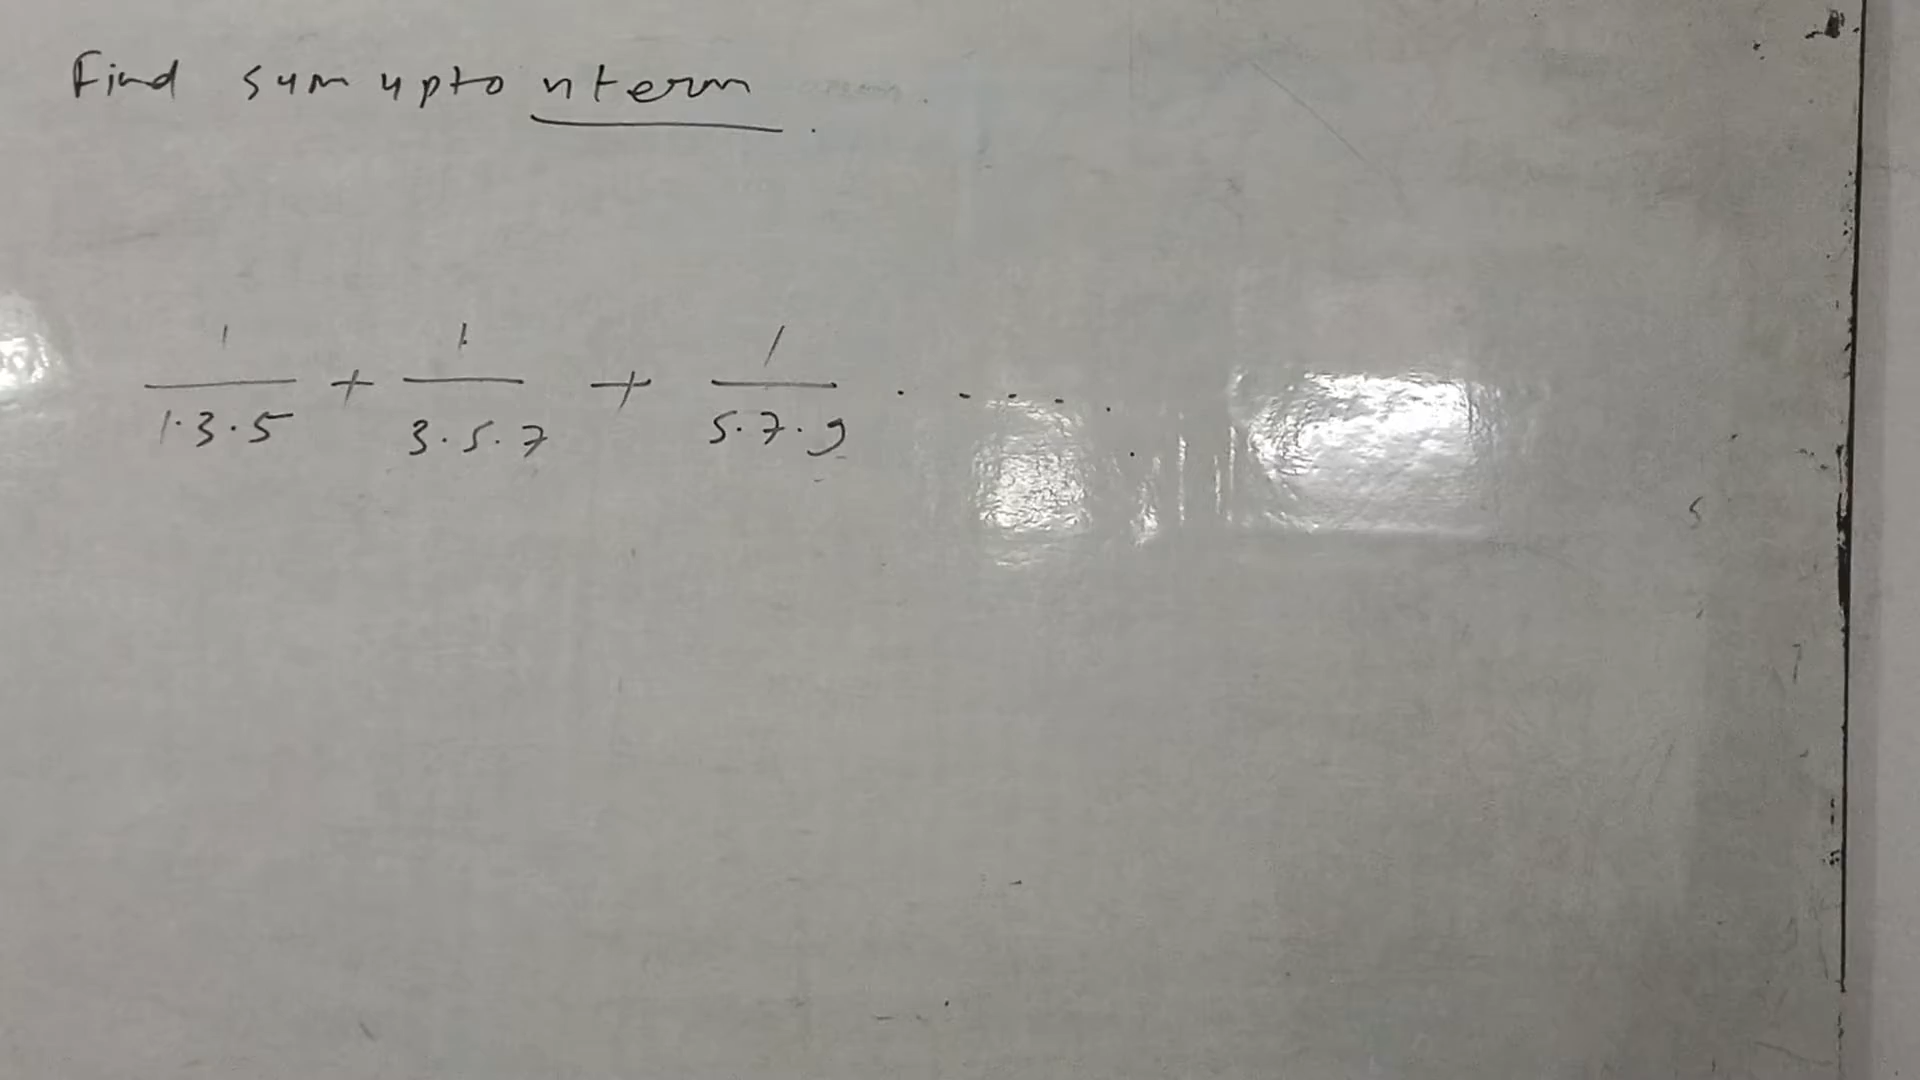 Find sum upto n term.
1/1·3·5 + 1/3·5·7 + 1/5·7·9 . . . . . .